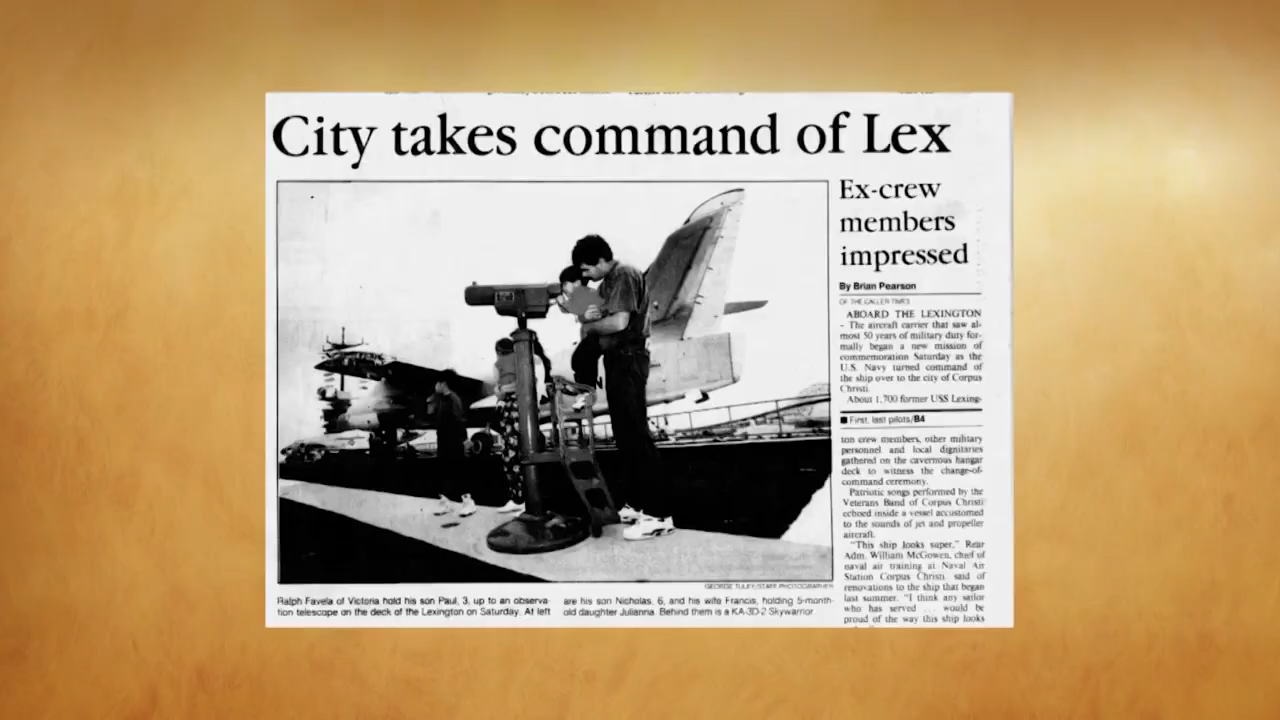 City takes command of Lex
Ex-crew
members
impressed
By Brian Pearson
OF THE CALLER-TIMES
ABOARD THE LEXINGTON
- The aircraft carrier that saw al-
most 50 years of military duty for-
mally began a new mission of
commemoration Saturday as the
U.S. Navy turned command of
the ship over to the city of Corpus
Christi.
About 1,700 former USS Lexing-
■ First, last pilots/B4
ton crew members, other military
personnel and local dignitaries
gathered on the cavernous hangar
deck to witness the change-of-
command ceremony.
Patriotic songs performed by the
Veterans Band of Corpus Christi
echoed inside a vessel accustomed
to the sounds of jet and propeller
aircraft.
"This ship looks super," Rear
Adm. William McGowen, chief of
naval air training at Naval Air
Station Corpus Christi, said of
renovations to the ship that began
last summer. "I think any sailor
who has served ... would be
proud of the way this ship looks
GEORGE TULEY/STAFF PHOTOGRAPHER
Ralph Favela of Victoria hold his son Paul, 3, up to an observa-
tion telescope on the deck of the Lexington on Saturday. At left
are his son Nicholas, 6, and his wife Francis, holding 5-month-
old daughter Julianna. Behind them is a KA-3D-2 Skywarrior